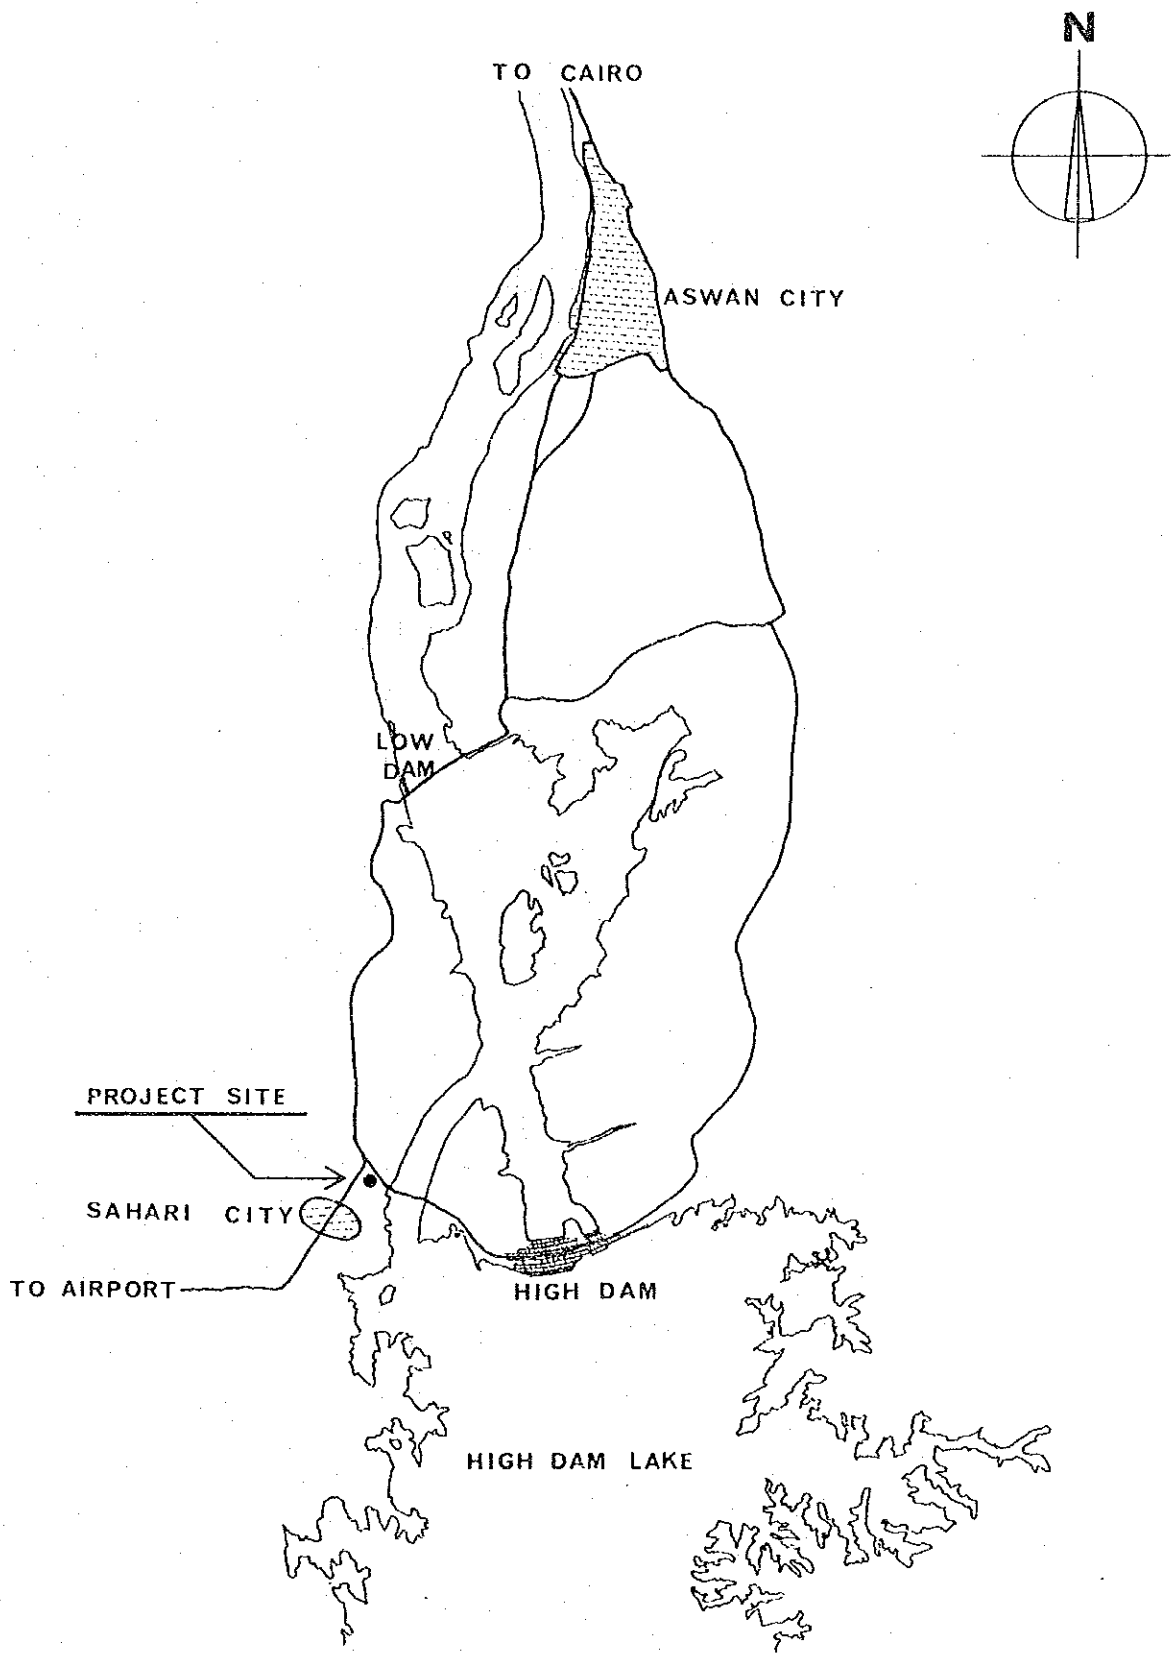 N
TO CAIRO
ASWAN CITY
LOW
DAM
PROJECT SITE
SAHARI CITY
TO AIRPORT
HIGH DAM
HIGH DAM LAKE